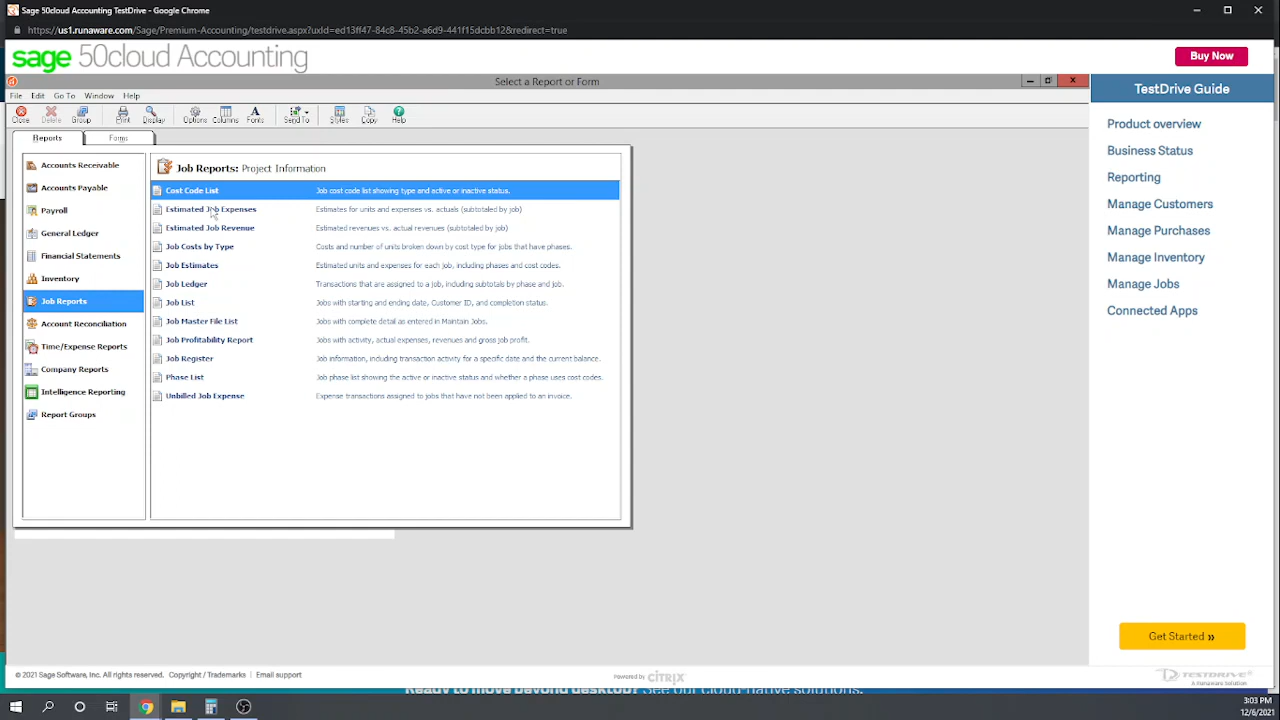 Sage 50cloud Accounting TestDrive - Google Chrome
https://us1.runaware.com/Sage/Premium-Accounting/testdrive.aspx?uxId=ed13ff47-84c8-45b2-a6d9-441f15dcbb12&redirect=true
sage 50cloud Accounting
Buy Now
Select a Report or Form
File Edit Go To Window Help
Close Delete Group Print Display Options Columns Fonts Send To Styles Copy Help
Reports Forms
Accounts Receivable
Accounts Payable
Payroll
General Ledger
Financial Statements
Inventory
Job Reports
Account Reconciliation
Time/Expense Reports
Company Reports
Intelligence Reporting
Report Groups
Job Reports: Project Information
Cost Code List Job cost code list showing type and active or inactive status.
Estimated Job Expenses Estimates for units and expenses vs. actuals (subtotaled by job)
Estimated Job Revenue Estimated revenues vs. actual revenues (subtotaled by job)
Job Costs by Type Costs and number of units broken down by cost type for jobs that have phases.
Job Estimates Estimated units and expenses for each job, including phases and cost codes.
Job Ledger Transactions that are assigned to a job, including subtotals by phase and job.
Job List Jobs with starting and ending date, Customer ID, and completion status.
Job Master File List Jobs with complete detail as entered in Maintain Jobs.
Job Profitability Report Jobs with activity, actual expenses, revenues and gross job profit.
Job Register Job information, including transaction activity for a specific date and the current balance.
Phase List Job phase list showing the active or inactive status and whether a phase uses cost codes.
Unbilled Job Expense Expense transactions assigned to jobs that have not been applied to an invoice.
TestDrive Guide
Product overview
Business Status
Reporting
Manage Customers
Manage Purchases
Manage Inventory
Manage Jobs
Connected Apps
Get Started »
© 2021 Sage Software, Inc. All rights reserved. Copyright / Trademarks | Email support
Powered by CITRIX
TESTDRIVE
A Runaware Solution
Ready to move beyond desktop? See our cloud-native solutions.
3:03 PM
12/6/2021